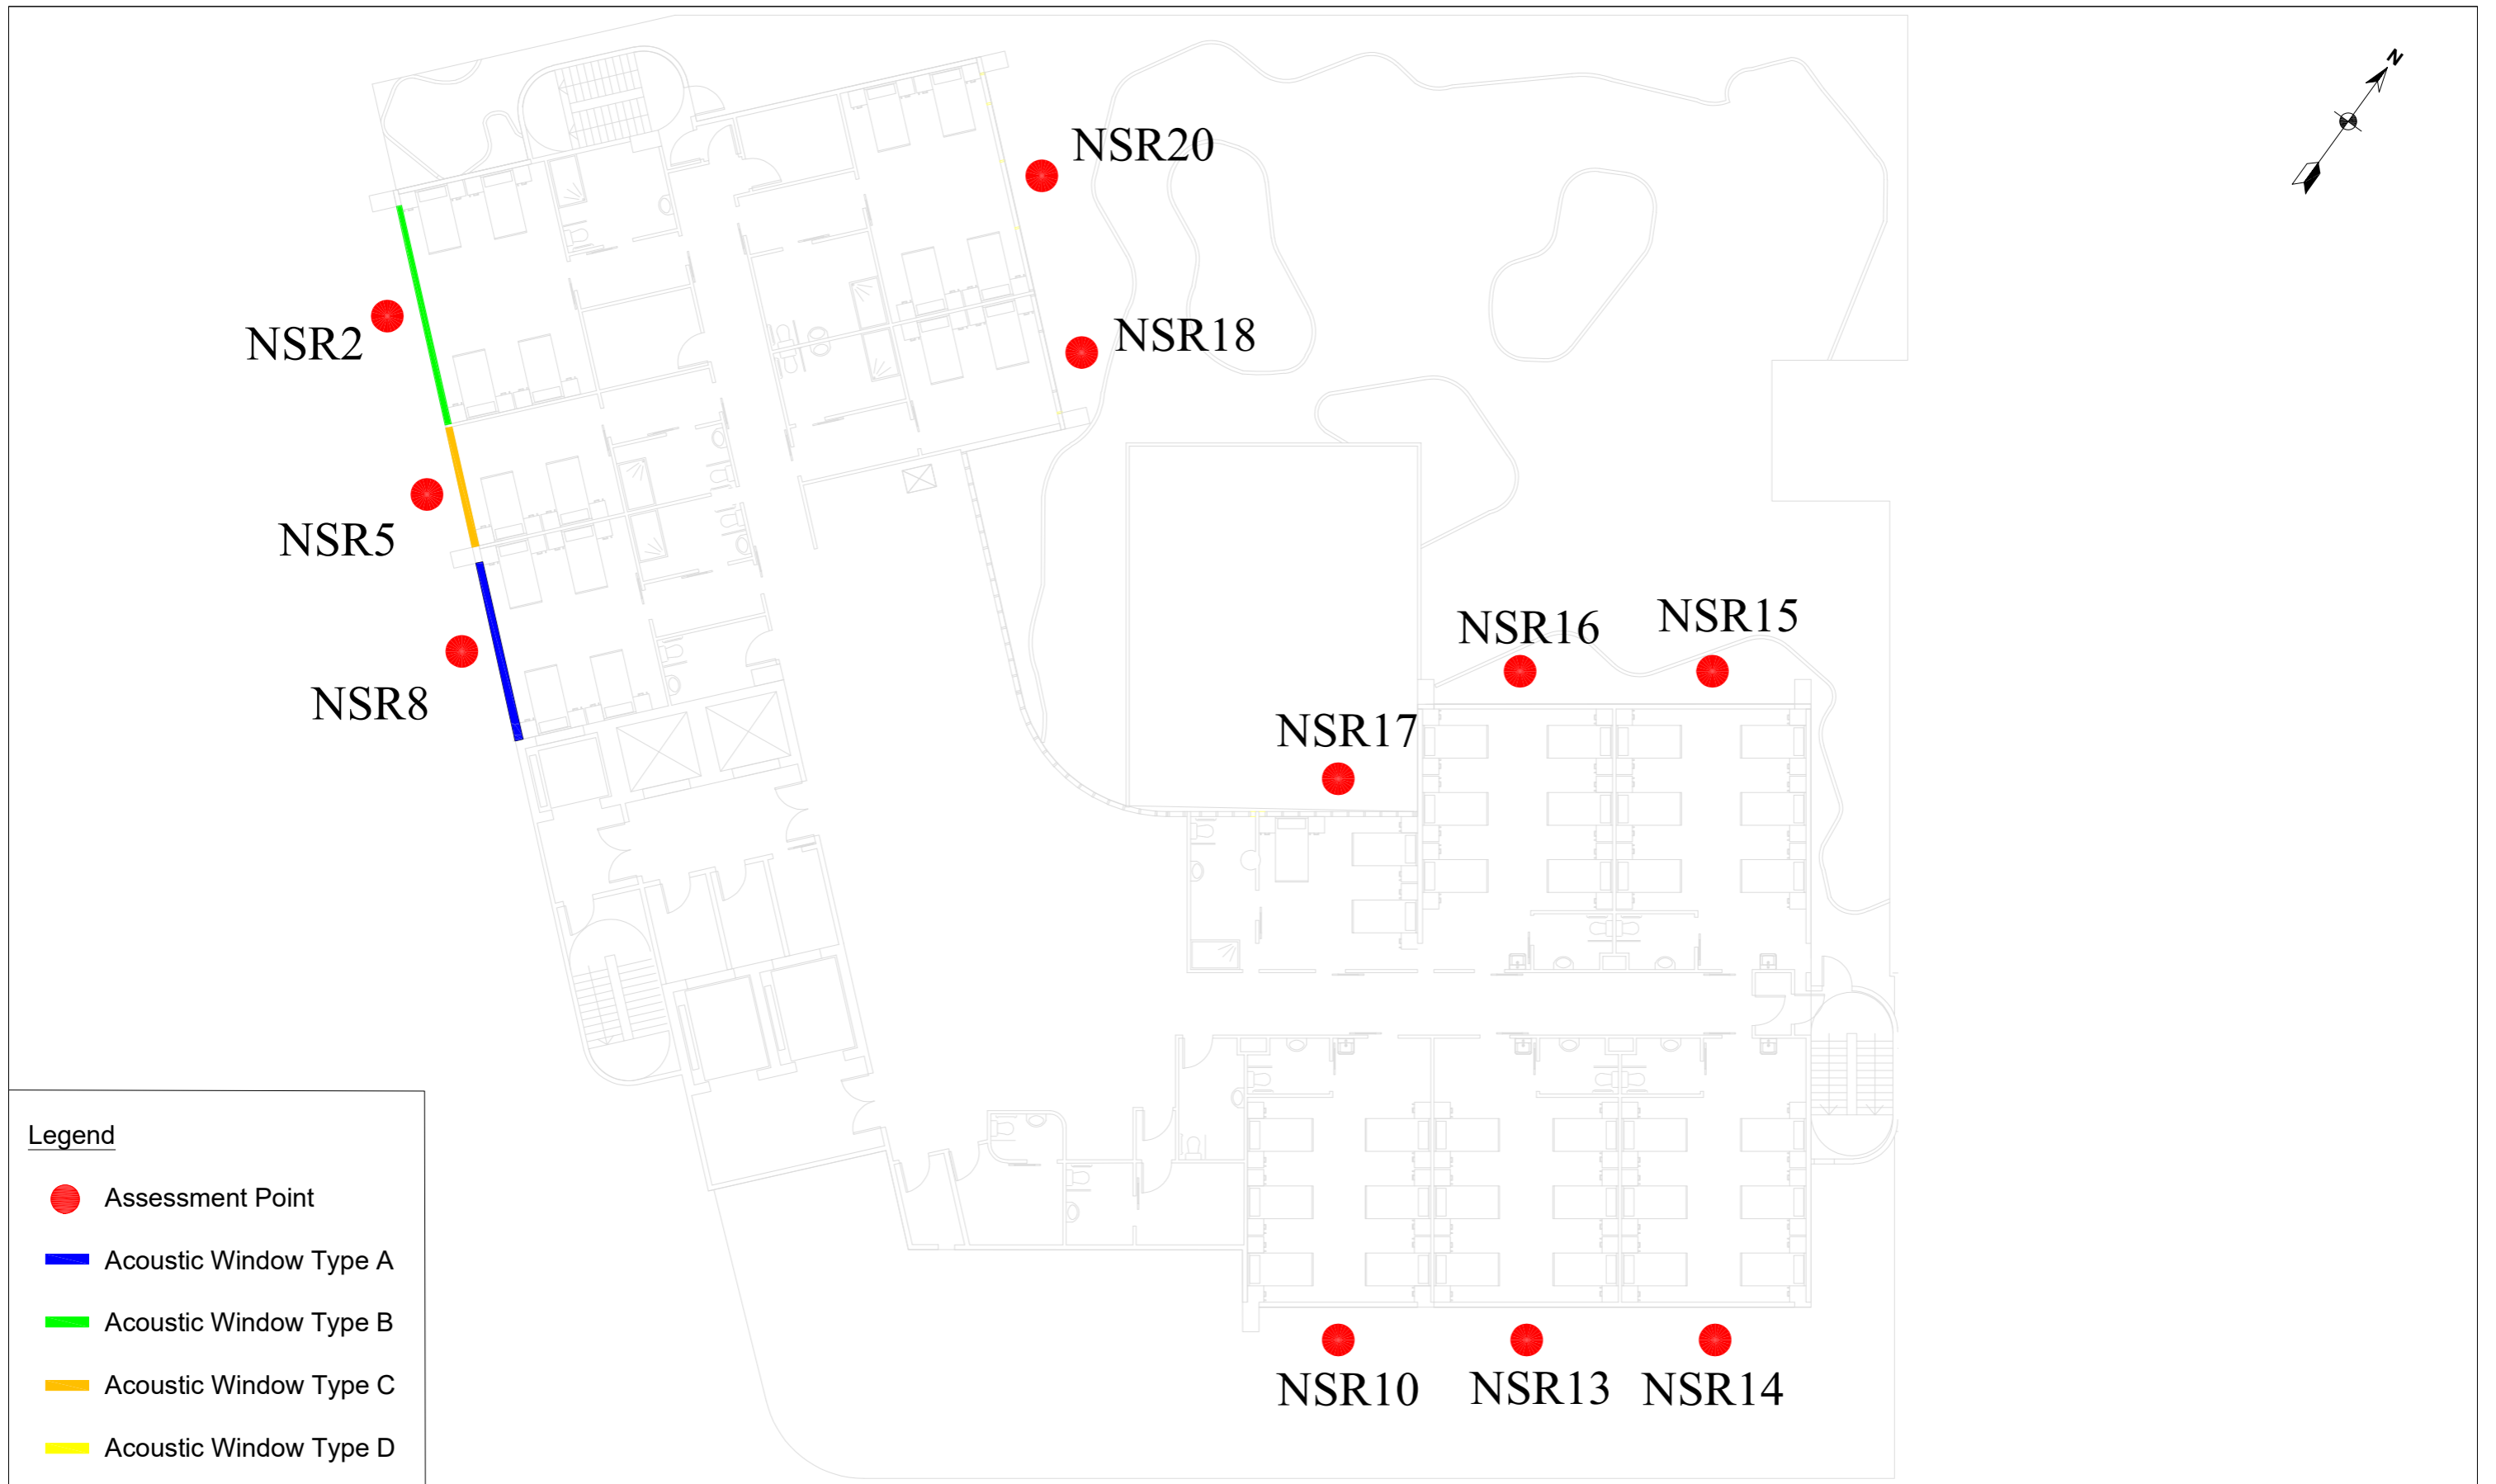 N
NSR20
NSR18
NSR2
NSR5
NSR8
NSR16
NSR15
NSR17
NSR10
NSR13
NSR14
Legend
Assessment Point
Acoustic Window Type A
Acoustic Window Type B
Acoustic Window Type C
Acoustic Window Type D